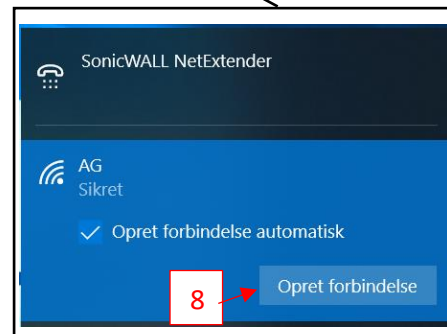 SonicWALL NetExtender
AG
Sikret
Opret forbindelse automatisk
8
Opret forbindelse